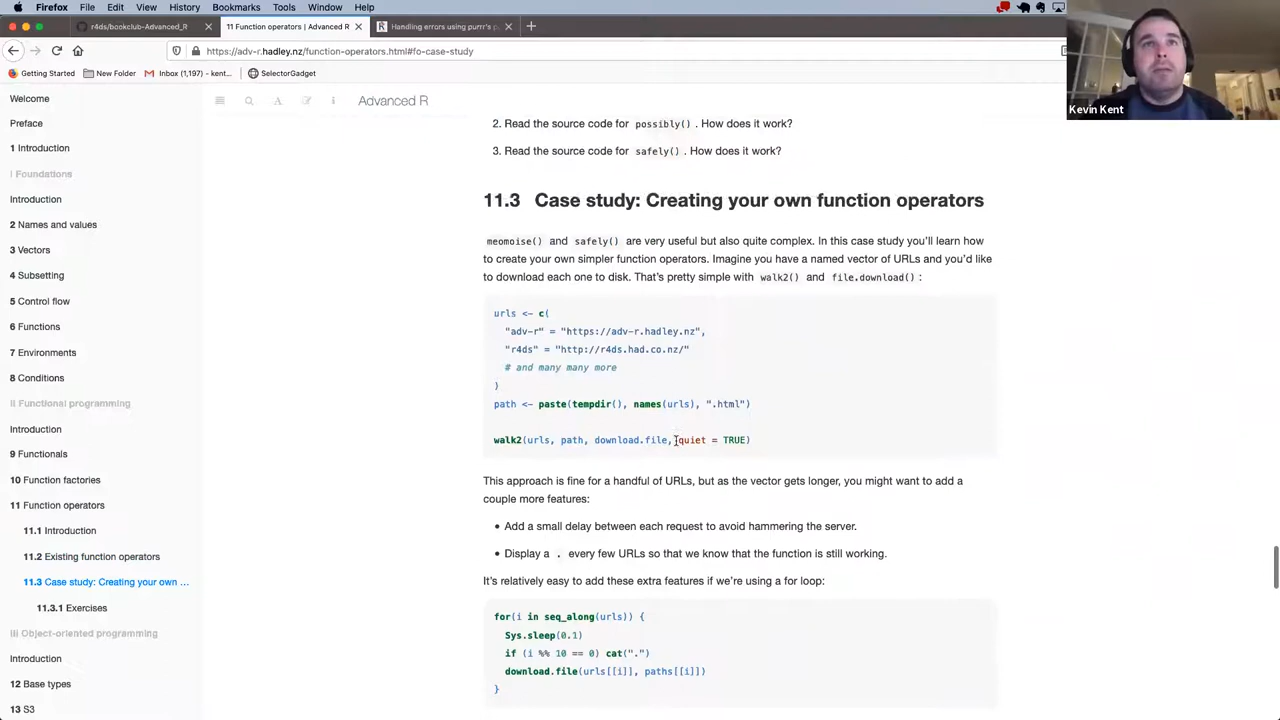 Firefox File Edit View History Bookmarks Tools Window Help
r4ds/bookclub-Advanced_R
11 Function operators | Advanced R
Handling errors using purrr's p
https://adv-r.hadley.nz/function-operators.html#fo-case-study
Getting Started New Folder Inbox (1,197) - kent... SelectorGadget
Kevin Kent
Welcome
Preface
1 Introduction
I Foundations
Introduction
2 Names and values
3 Vectors
4 Subsetting
5 Control flow
6 Functions
7 Environments
8 Conditions
II Functional programming
Introduction
9 Functionals
10 Function factories
11 Function operators
11.1 Introduction
11.2 Existing function operators
11.3 Case study: Creating your own ...
11.3.1 Exercises
III Object-oriented programming
Introduction
12 Base types
13 S3
Advanced R
2. Read the source code for possibly() . How does it work?
3. Read the source code for safely() . How does it work?
11.3 Case study: Creating your own function operators
meomoise() and safely() are very useful but also quite complex. In this case study you'll learn how
to create your own simpler function operators. Imagine you have a named vector of URLs and you'd like
to download each one to disk. That's pretty simple with walk2() and file.download() :
urls <- c(
"adv-r" = "https://adv-r.hadley.nz",
"r4ds" = "http://r4ds.had.co.nz/"
# and many many more
)
path <- paste(tempdir(), names(urls), ".html")
walk2(urls, path, download.file, quiet = TRUE)
This approach is fine for a handful of URLs, but as the vector gets longer, you might want to add a
couple more features:
• Add a small delay between each request to avoid hammering the server.
• Display a . every few URLs so that we know that the function is still working.
It's relatively easy to add these extra features if we're using a for loop:
for(i in seq_along(urls)) {
Sys.sleep(0.1)
if (i %% 10 == 0) cat(".")
download.file(urls[[i]], paths[[i]])
}